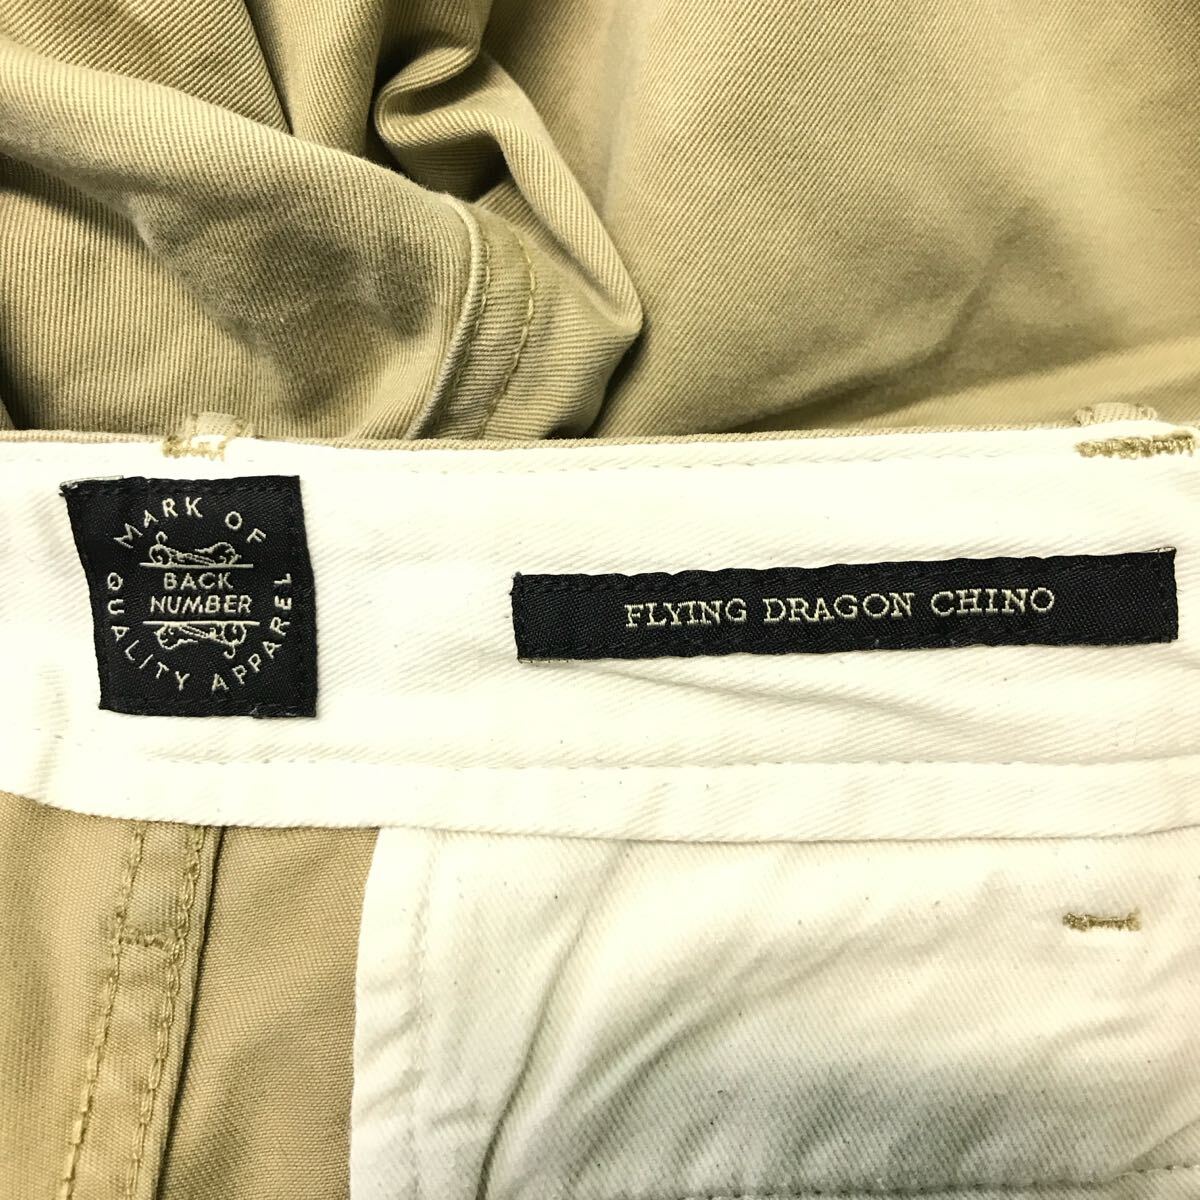 MARK OF
BACK
NUMBER
QUALITY APPAREL
FLYING DRAGON CHINO